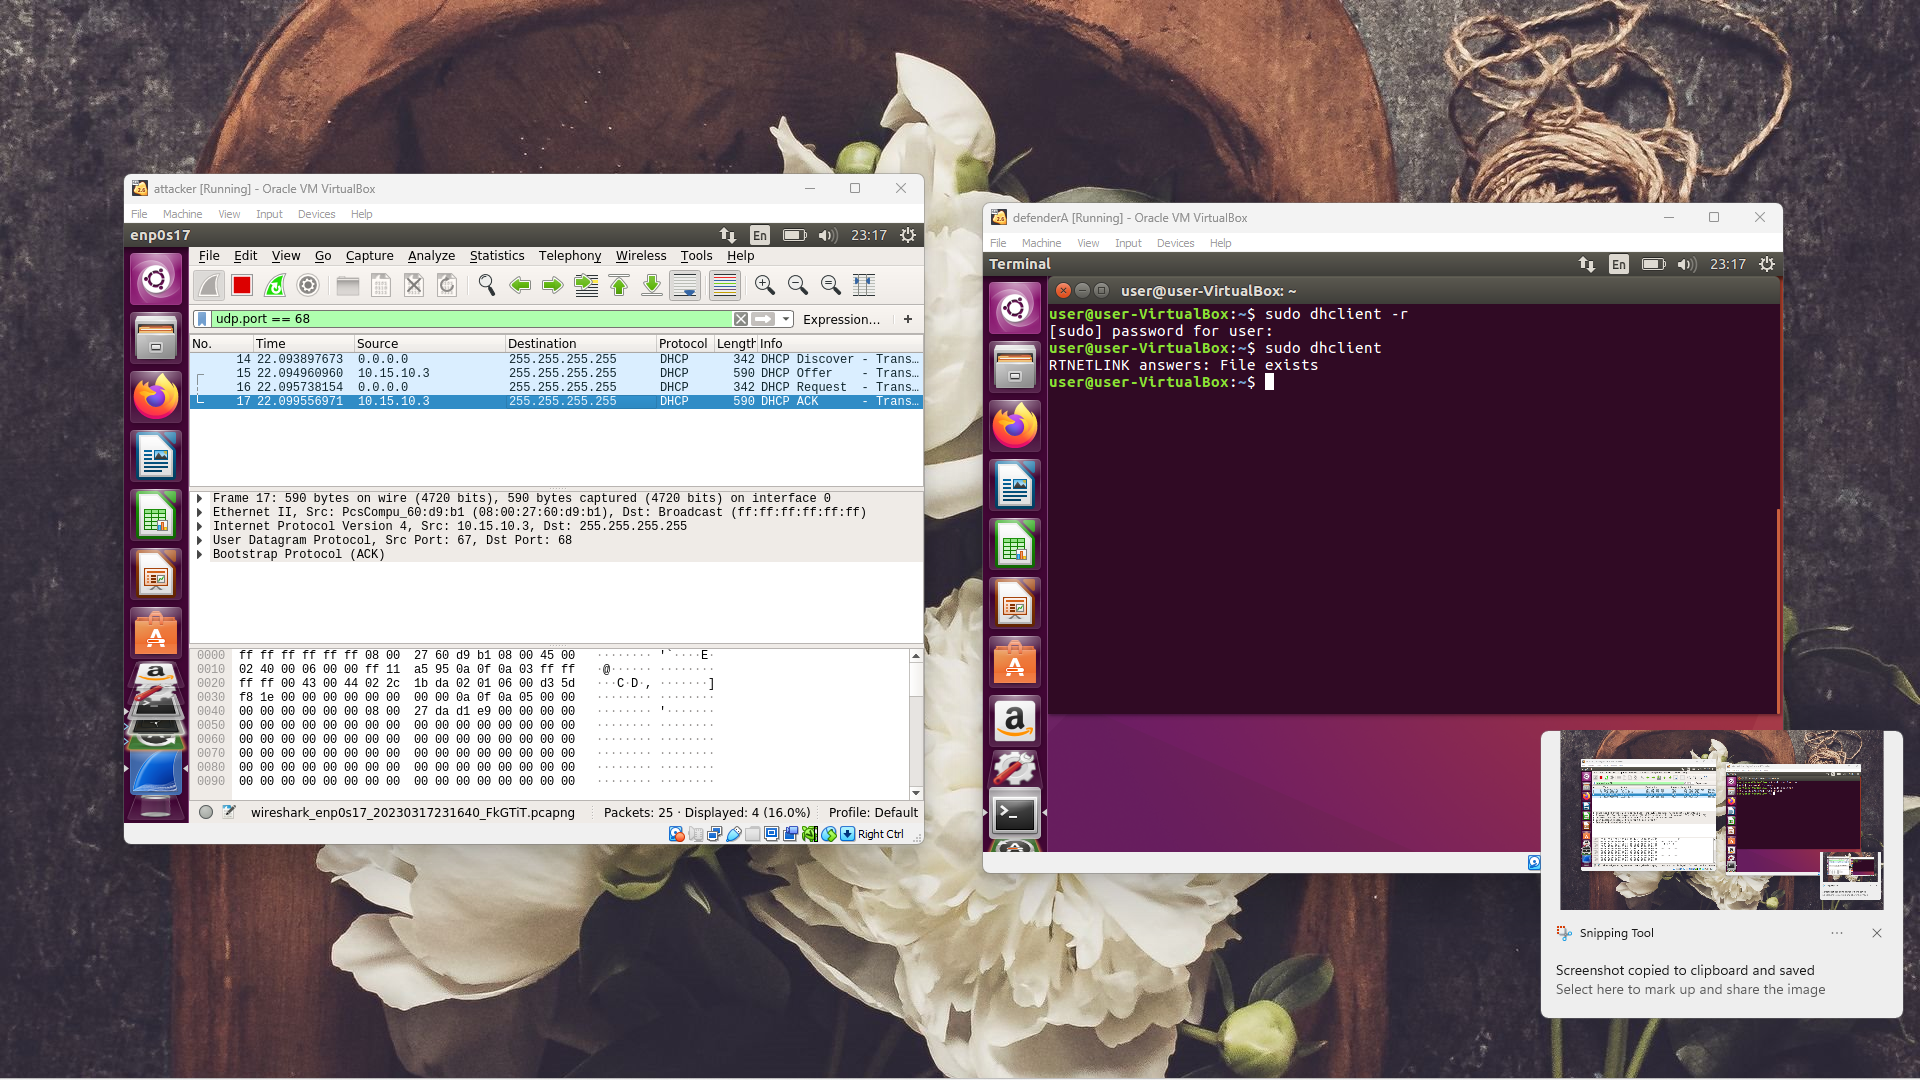 attacker [Running] - Oracle VM VirtualBox
File Machine View Input Devices Help
enp0s17 En 23:17
File Edit View Go Capture Analyze Statistics Telephony Wireless Tools Help
udp.port == 68 Expression… +
No. Time Source Destination Protocol Length Info
14 22.093897673 0.0.0.0 255.255.255.255 DHCP 342 DHCP Discover - Trans…
15 22.094960960 10.15.10.3 255.255.255.255 DHCP 590 DHCP Offer - Trans…
16 22.095738154 0.0.0.0 255.255.255.255 DHCP 342 DHCP Request - Trans…
17 22.099556971 10.15.10.3 255.255.255.255 DHCP 590 DHCP ACK - Trans…
Frame 17: 590 bytes on wire (4720 bits), 590 bytes captured (4720 bits) on interface 0
Ethernet II, Src: PcsCompu_60:d9:b1 (08:00:27:60:d9:b1), Dst: Broadcast (ff:ff:ff:ff:ff:ff)
Internet Protocol Version 4, Src: 10.15.10.3, Dst: 255.255.255.255
User Datagram Protocol, Src Port: 67, Dst Port: 68
Bootstrap Protocol (ACK)
0000 ff ff ff ff ff ff 08 00 27 60 d9 b1 08 00 45 00 ········ '`····E·
0010 02 40 00 06 00 00 ff 11 a5 95 0a 0f 0a 03 ff ff ·@······ ········
0020 ff ff 00 43 00 44 02 2c 1b da 02 01 06 00 d3 5d ···C·D·, ·······]
0030 f8 1e 00 00 00 00 00 00 00 00 0a 0f 0a 05 00 00 ········ ········
0040 00 00 00 00 00 00 08 00 27 da d1 e9 00 00 00 00 ········ '·······
0050 00 00 00 00 00 00 00 00 00 00 00 00 00 00 00 00 ········ ········
0060 00 00 00 00 00 00 00 00 00 00 00 00 00 00 00 00 ········ ········
0070 00 00 00 00 00 00 00 00 00 00 00 00 00 00 00 00 ········ ········
0080 00 00 00 00 00 00 00 00 00 00 00 00 00 00 00 00 ········ ········
0090 00 00 00 00 00 00 00 00 00 00 00 00 00 00 00 00 ········ ········
wireshark_enp0s17_20230317231640_FkGTiT.pcapng Packets: 25 · Displayed: 4 (16.0%) Profile: Default
Right Ctrl
defenderA [Running] - Oracle VM VirtualBox
File Machine View Input Devices Help
Terminal En 23:17
user@user-VirtualBox: ~
user@user-VirtualBox:~$ sudo dhclient -r
[sudo] password for user:
user@user-VirtualBox:~$ sudo dhclient
RTNETLINK answers: File exists
user@user-VirtualBox:~$
Snipping Tool
Screenshot copied to clipboard and saved
Select here to mark up and share the image